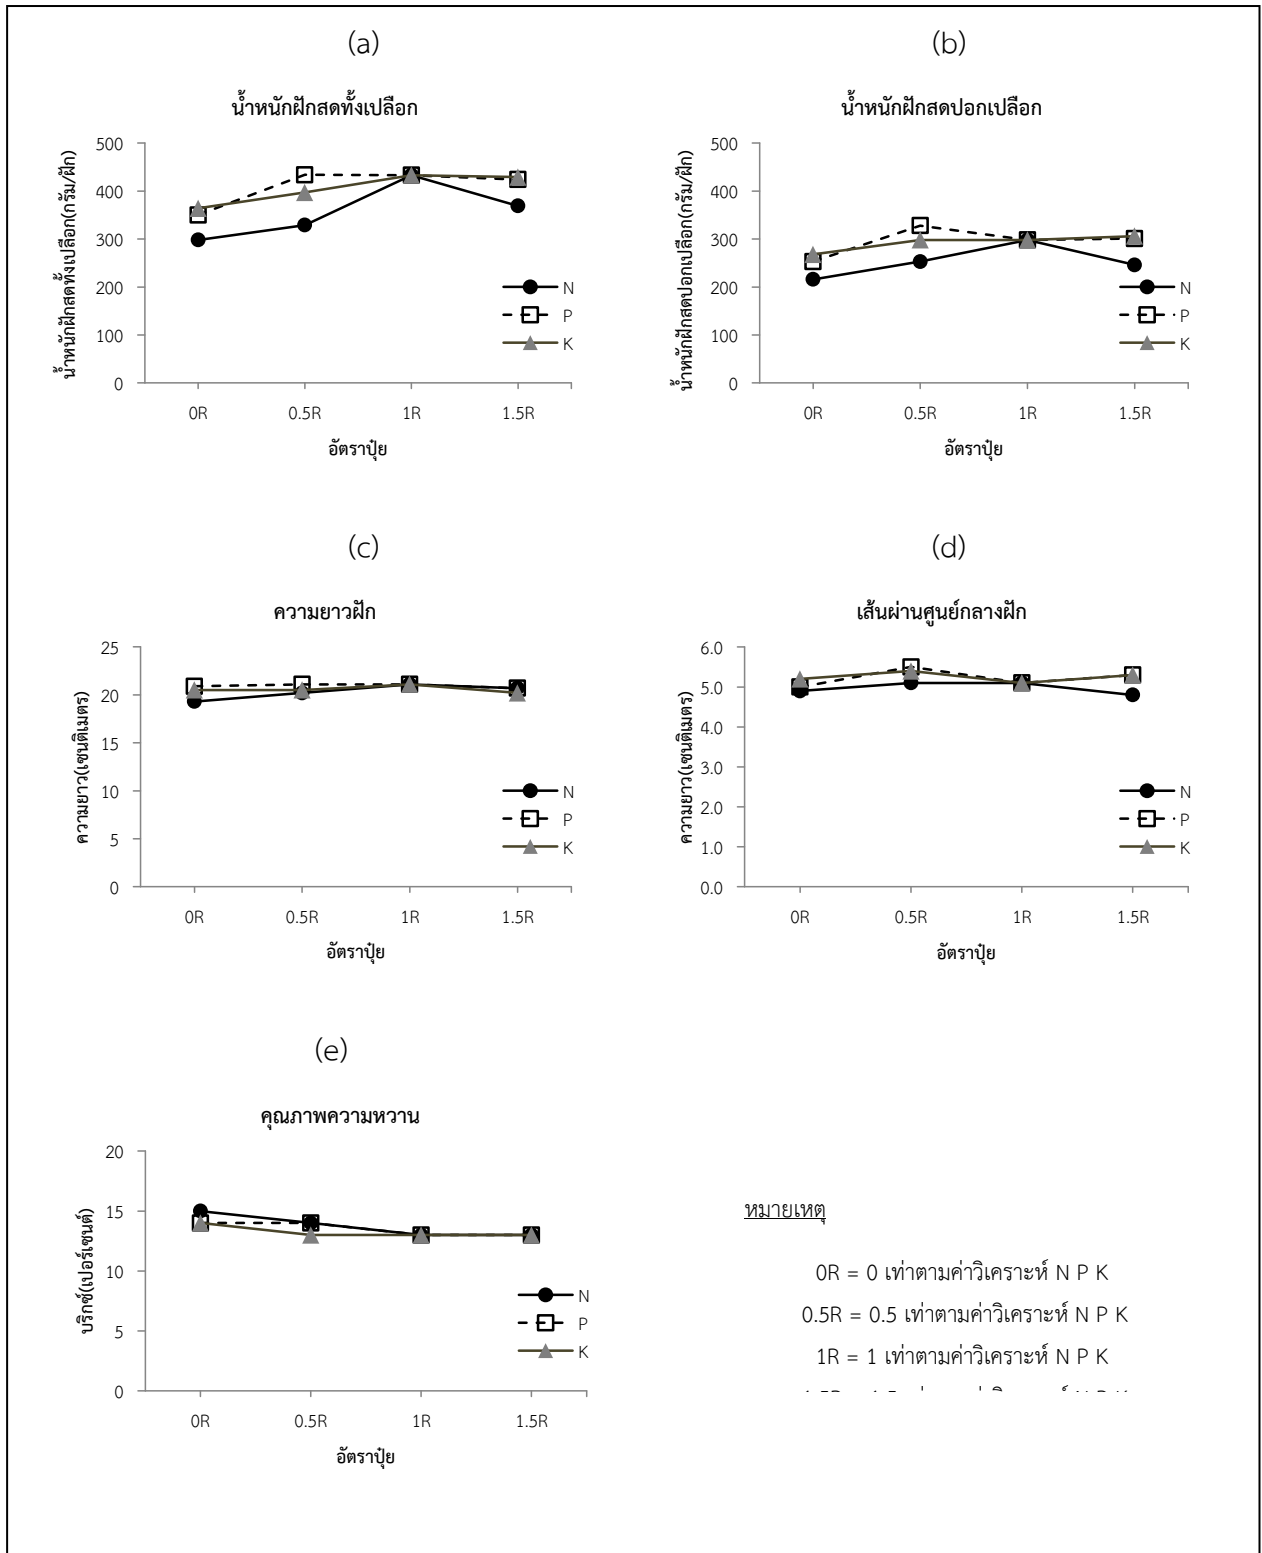 (a)
น้ำหนักฝักสดทั้งเปลือก
น้ำหนักฝักสดทั้งเปลือก(กรัม/ฝัก)
500
400
300
200
100
0
0R 0.5R 1R 1.5R
อัตราปุ๋ย
N
P
K
(b)
น้ำหนักฝักสดปอกเปลือก
น้ำหนักฝักสดปอกเปลือก(กรัม/ฝัก)
500
400
300
200
100
0
0R 0.5R 1R 1.5R
อัตราปุ๋ย
N
P
K
(c)
ความยาวฝัก
ความยาว(เซนติเมตร)
25
20
15
10
5
0
0R 0.5R 1R 1.5R
อัตราปุ๋ย
N
P
K
(d)
เส้นผ่านศูนย์กลางฝัก
ความยาว(เซนติเมตร)
6.0
5.0
4.0
3.0
2.0
1.0
0.0
0R 0.5R 1R 1.5R
อัตราปุ๋ย
N
P
K
(e)
คุณภาพความหวาน
บริกซ์(เปอร์เซนต์)
20
15
10
5
0
0R 0.5R 1R 1.5R
อัตราปุ๋ย
N
P
K
หมายเหตุ
0R = 0 เท่าตามค่าวิเคราะห์ N P K
0.5R = 0.5 เท่าตามค่าวิเคราะห์ N P K
1R = 1 เท่าตามค่าวิเคราะห์ N P K